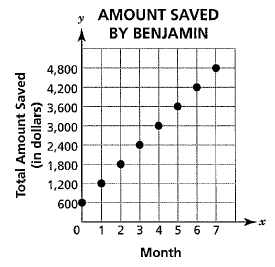 AMOUNT SAVED
BY BENJAMIN
y
Total Amount Saved
(in dollars)
4,800
4,200
3,600
3,000
2,400
1,800
1,200
600
0 1 2 3 4 5 6 7
x
Month